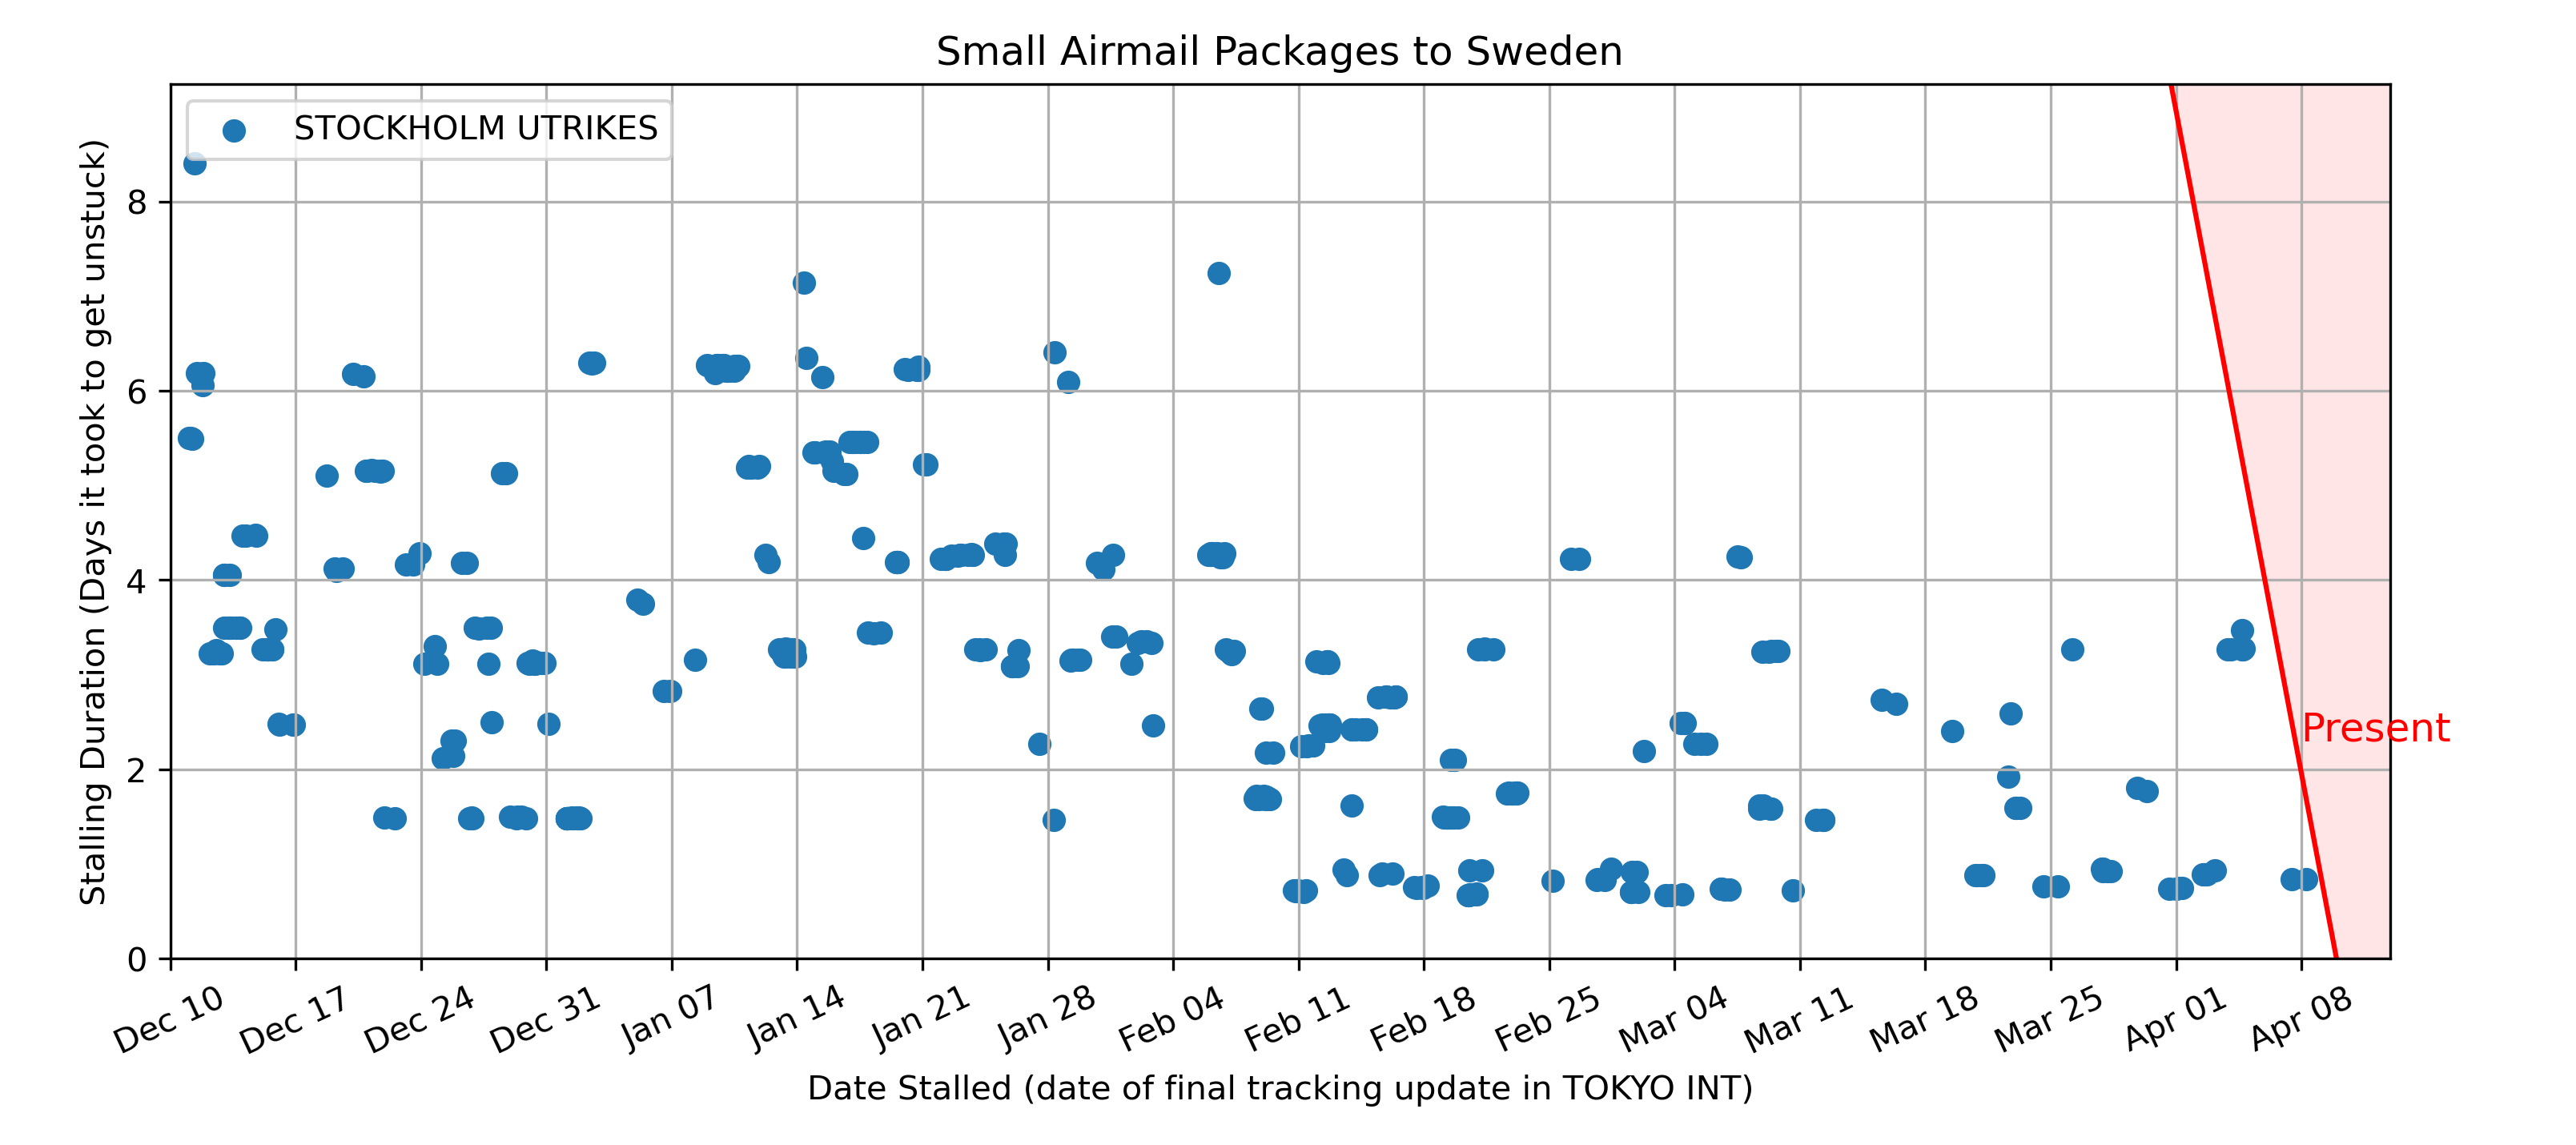 Small Airmail Packages to Sweden
STOCKHOLM UTRIKES
Stalling Duration (Days it took to get unstuck)
8
6
4
2
0
Present
Dec 10
Dec 17
Dec 24
Dec 31
Jan 07
Jan 14
Jan 21
Jan 28
Feb 04
Feb 11
Feb 18
Feb 25
Mar 04
Mar 11
Mar 18
Mar 25
Apr 01
Apr 08
Date Stalled (date of final tracking update in TOKYO INT)